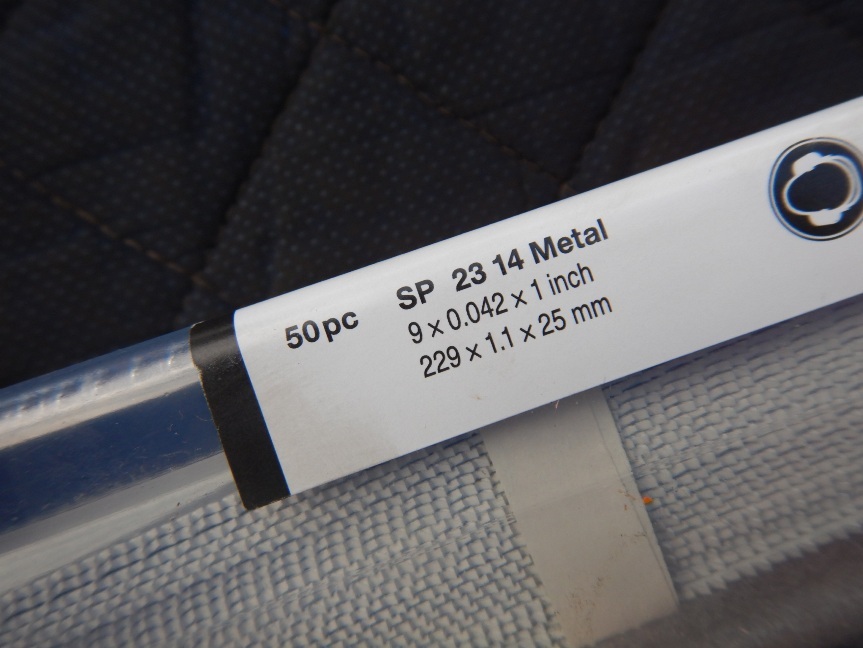 50pc SP 23 14 Metal
9 x 0.042 x 1 inch
229 x 1.1 x 25 mm